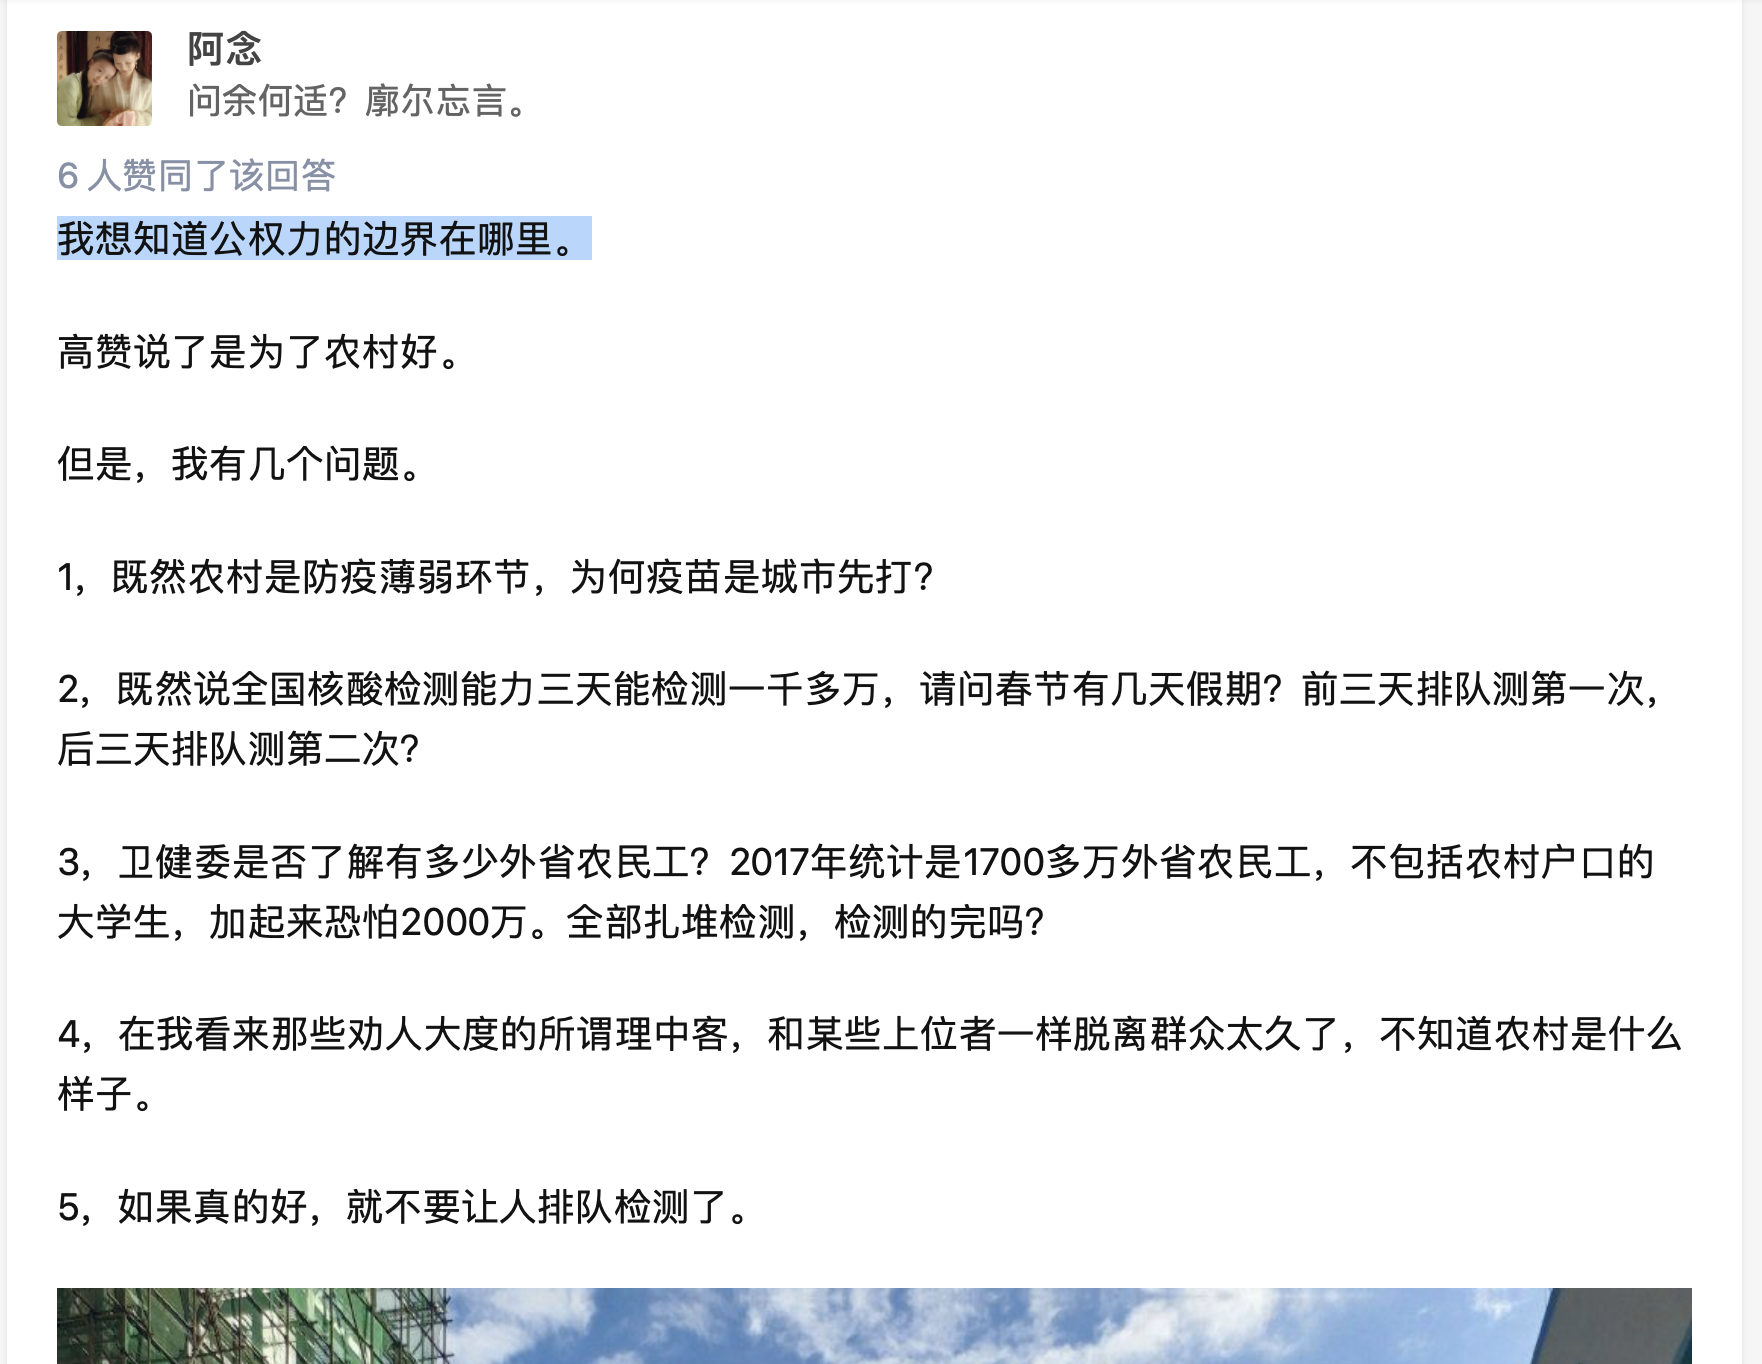 阿念
问余何适？廓尔忘言。
6 人赞同了该回答
我想知道公权力的边界在哪里。
高赞说了是为了农村好。
但是，我有几个问题。
1，既然农村是防疫薄弱环节，为何疫苗是城市先打？
2，既然说全国核酸检测能力三天能检测一千多万，请问春节有几天假期？前三天排队测第一次，
后三天排队测第二次？
3，卫健委是否了解有多少外省农民工？2017年统计是1700多万外省农民工，不包括农村户口的
大学生，加起来恐怕2000万。全部扎堆检测，检测的完吗？
4，在我看来那些劝人大度的所谓理中客，和某些上位者一样脱离群众太久了，不知道农村是什么
样子。
5，如果真的好，就不要让人排队检测了。